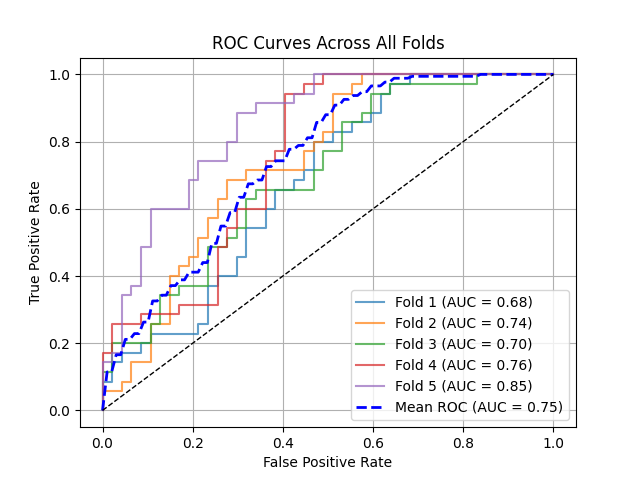 ROC Curves Across All Folds
True Positive Rate
1.0
0.8
0.6
0.4
0.2
0.0
Fold 1 (AUC = 0.68)
Fold 2 (AUC = 0.74)
Fold 3 (AUC = 0.70)
Fold 4 (AUC = 0.76)
Fold 5 (AUC = 0.85)
Mean ROC (AUC = 0.75)
0.0 0.2 0.4 0.6 0.8 1.0
False Positive Rate